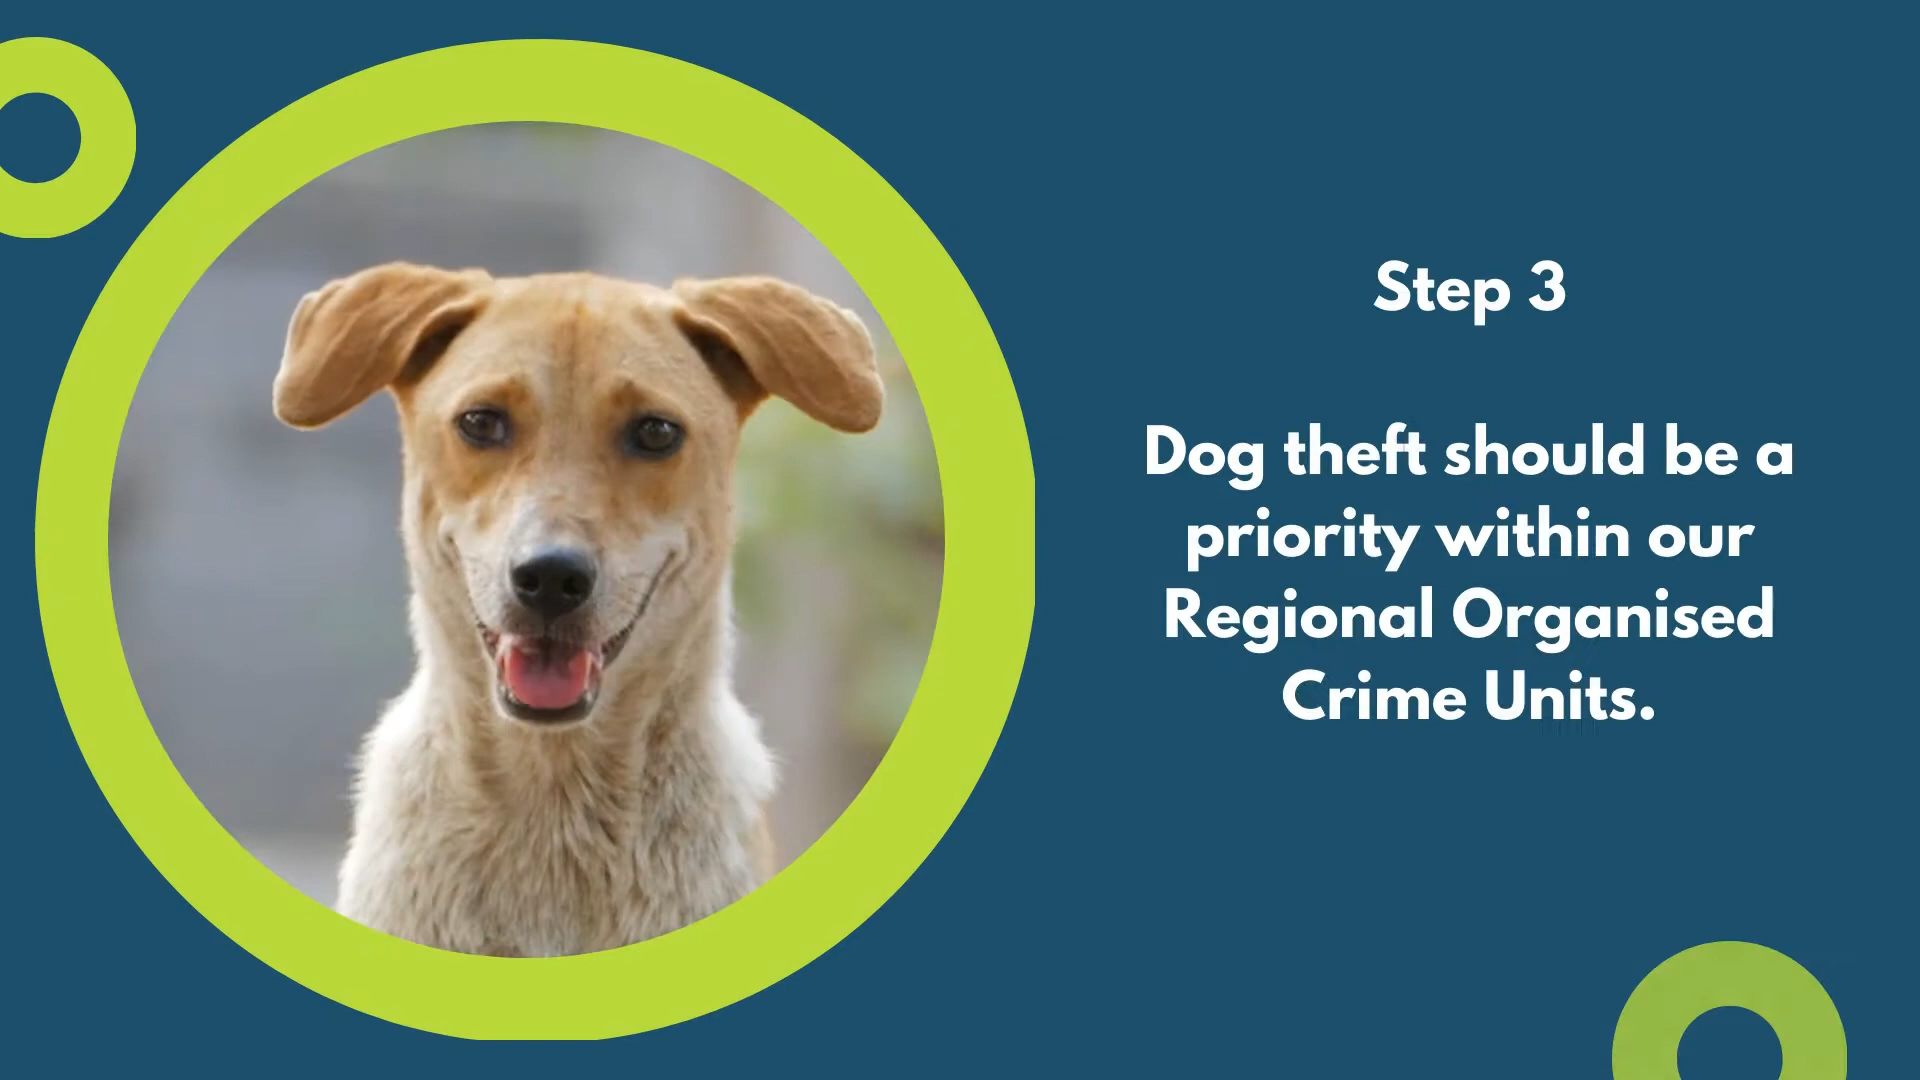 Step 3
Dog theft should be a
priority within our
Regional Organised
Crime Units.